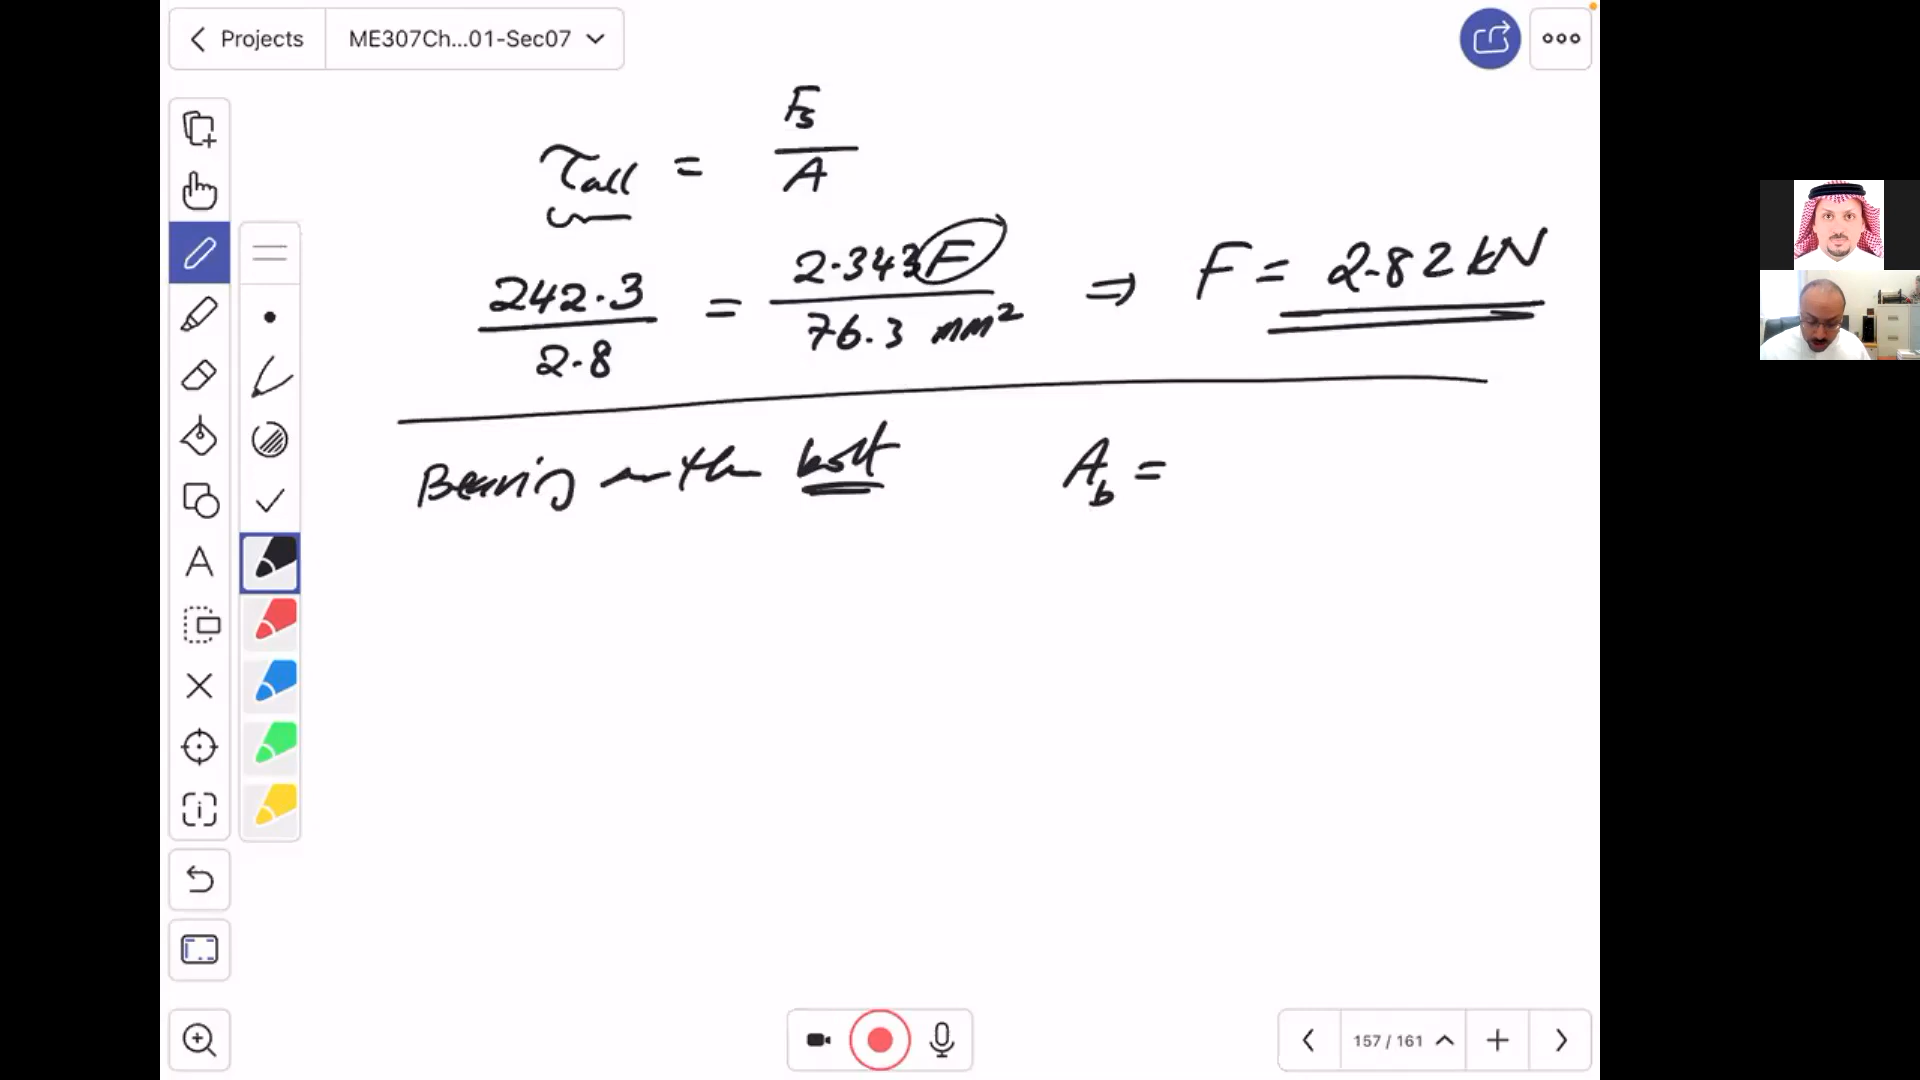 Projects ME307Ch...01-Sec07
τall = Fs / A
242.3 / 2.8 = 2.343F / 76.3 mm² ⇒ F = 2.82 kN
Bearing on the bolt Ab =
157 / 161